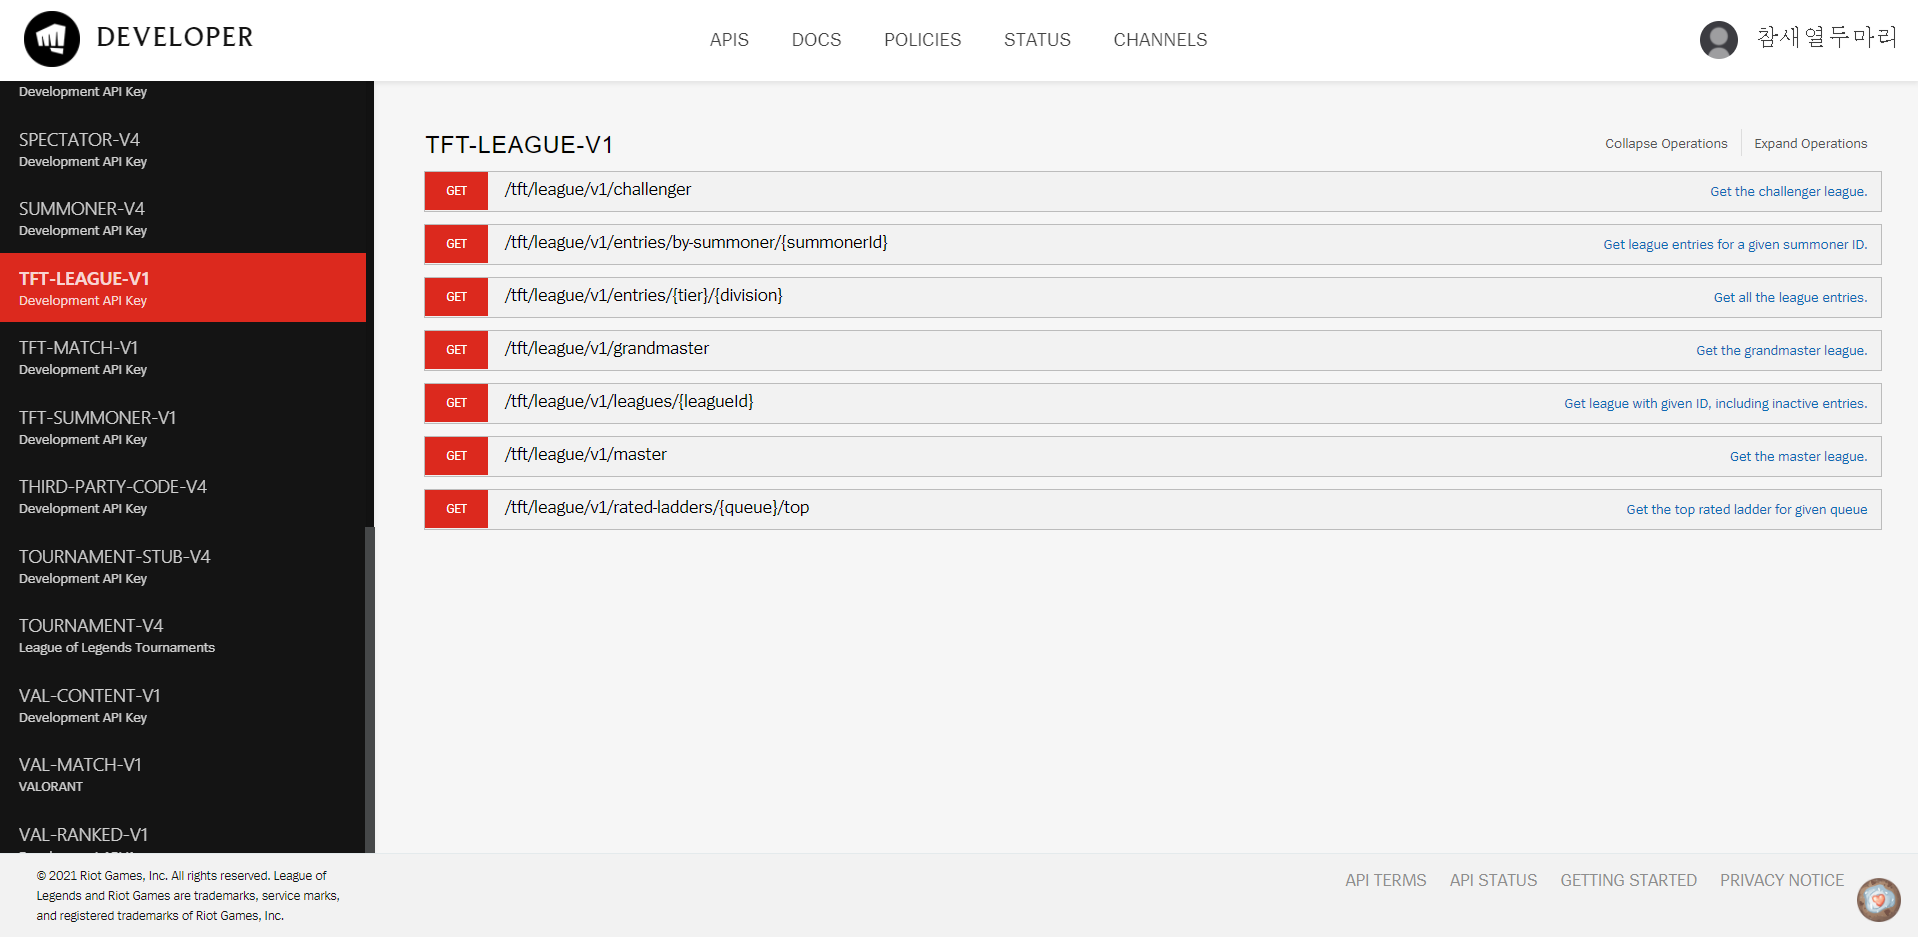 DEVELOPER
APIS DOCS POLICIES STATUS CHANNELS
참새열두마리
Development API Key
SPECTATOR-V4
Development API Key
SUMMONER-V4
Development API Key
TFT-LEAGUE-V1
Development API Key
TFT-MATCH-V1
Development API Key
TFT-SUMMONER-V1
Development API Key
THIRD-PARTY-CODE-V4
Development API Key
TOURNAMENT-STUB-V4
Development API Key
TOURNAMENT-V4
League of Legends Tournaments
VAL-CONTENT-V1
Development API Key
VAL-MATCH-V1
VALORANT
VAL-RANKED-V1
TFT-LEAGUE-V1
Collapse Operations Expand Operations
GET /tft/league/v1/challenger Get the challenger league.
GET /tft/league/v1/entries/by-summoner/{summonerId} Get league entries for a given summoner ID.
GET /tft/league/v1/entries/{tier}/{division} Get all the league entries.
GET /tft/league/v1/grandmaster Get the grandmaster league.
GET /tft/league/v1/leagues/{leagueId} Get league with given ID, including inactive entries.
GET /tft/league/v1/master Get the master league.
GET /tft/league/v1/rated-ladders/{queue}/top Get the top rated ladder for given queue
© 2021 Riot Games, Inc. All rights reserved. League of
Legends and Riot Games are trademarks, service marks,
and registered trademarks of Riot Games, Inc.
API TERMS API STATUS GETTING STARTED PRIVACY NOTICE